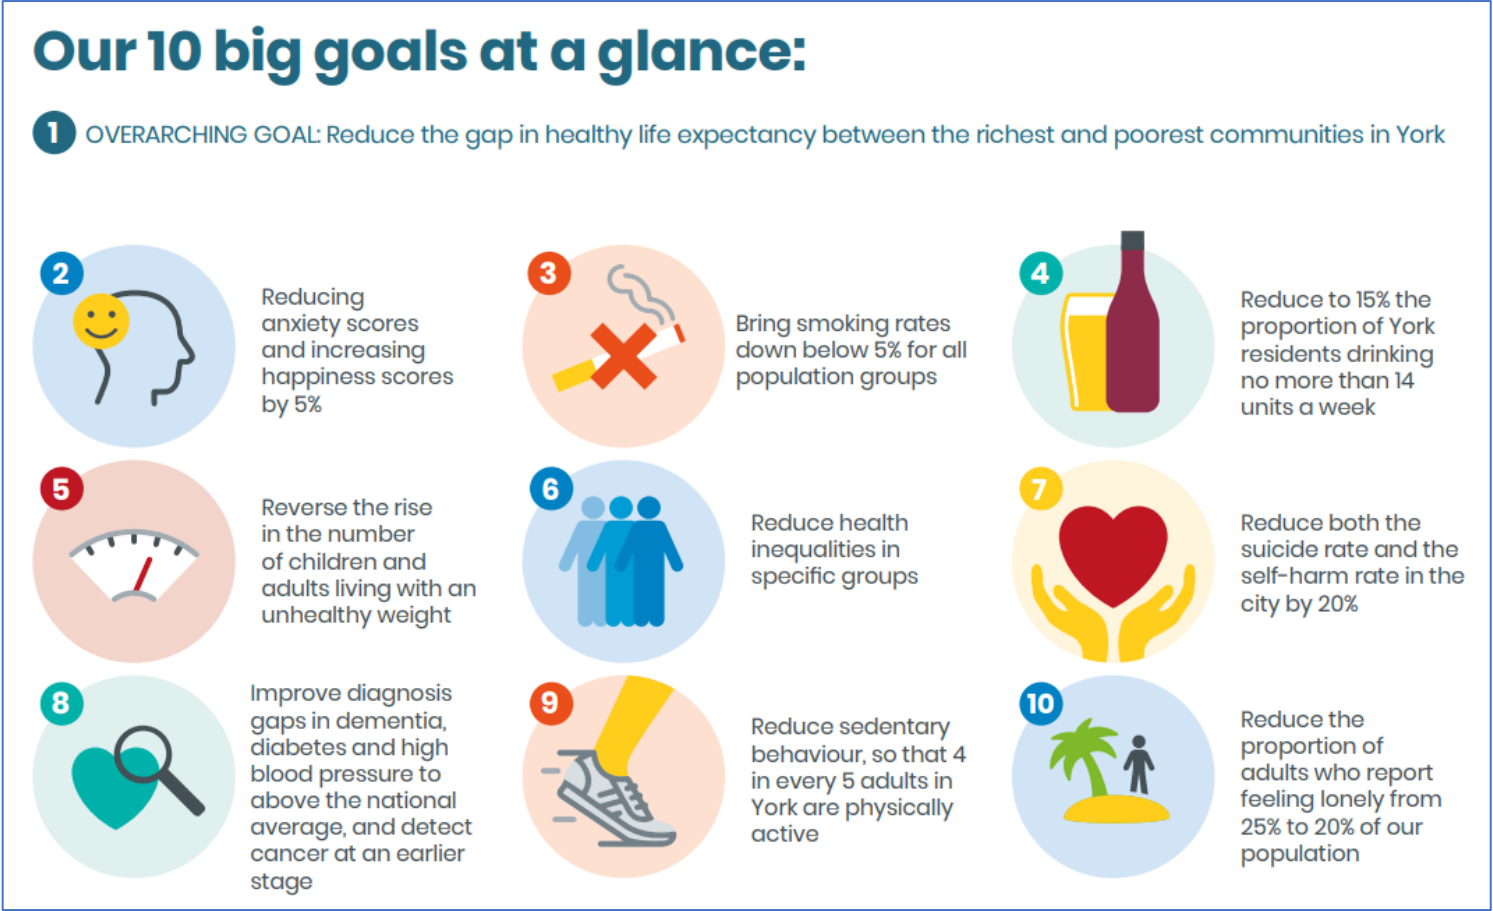 Our 10 big goals at a glance:
1 OVERARCHING GOAL: Reduce the gap in healthy life expectancy between the richest and poorest communities in York
2
Reducing
anxiety scores
and increasing
happiness scores
by 5%
3
Bring smoking rates
down below 5% for all
population groups
4
Reduce to 15% the
proportion of York
residents drinking
no more than 14
units a week
5
Reverse the rise
in the number
of children and
adults living with an
unhealthy weight
6
Reduce health
inequalities in
specific groups
7
Reduce both the
suicide rate and the
self-harm rate in the
city by 20%
8
Improve diagnosis
gaps in dementia,
diabetes and high
blood pressure to
above the national
average, and detect
cancer at an earlier
stage
9
Reduce sedentary
behaviour, so that 4
in every 5 adults in
York are physically
active
10
Reduce the
proportion of
adults who report
feeling lonely from
25% to 20% of our
population